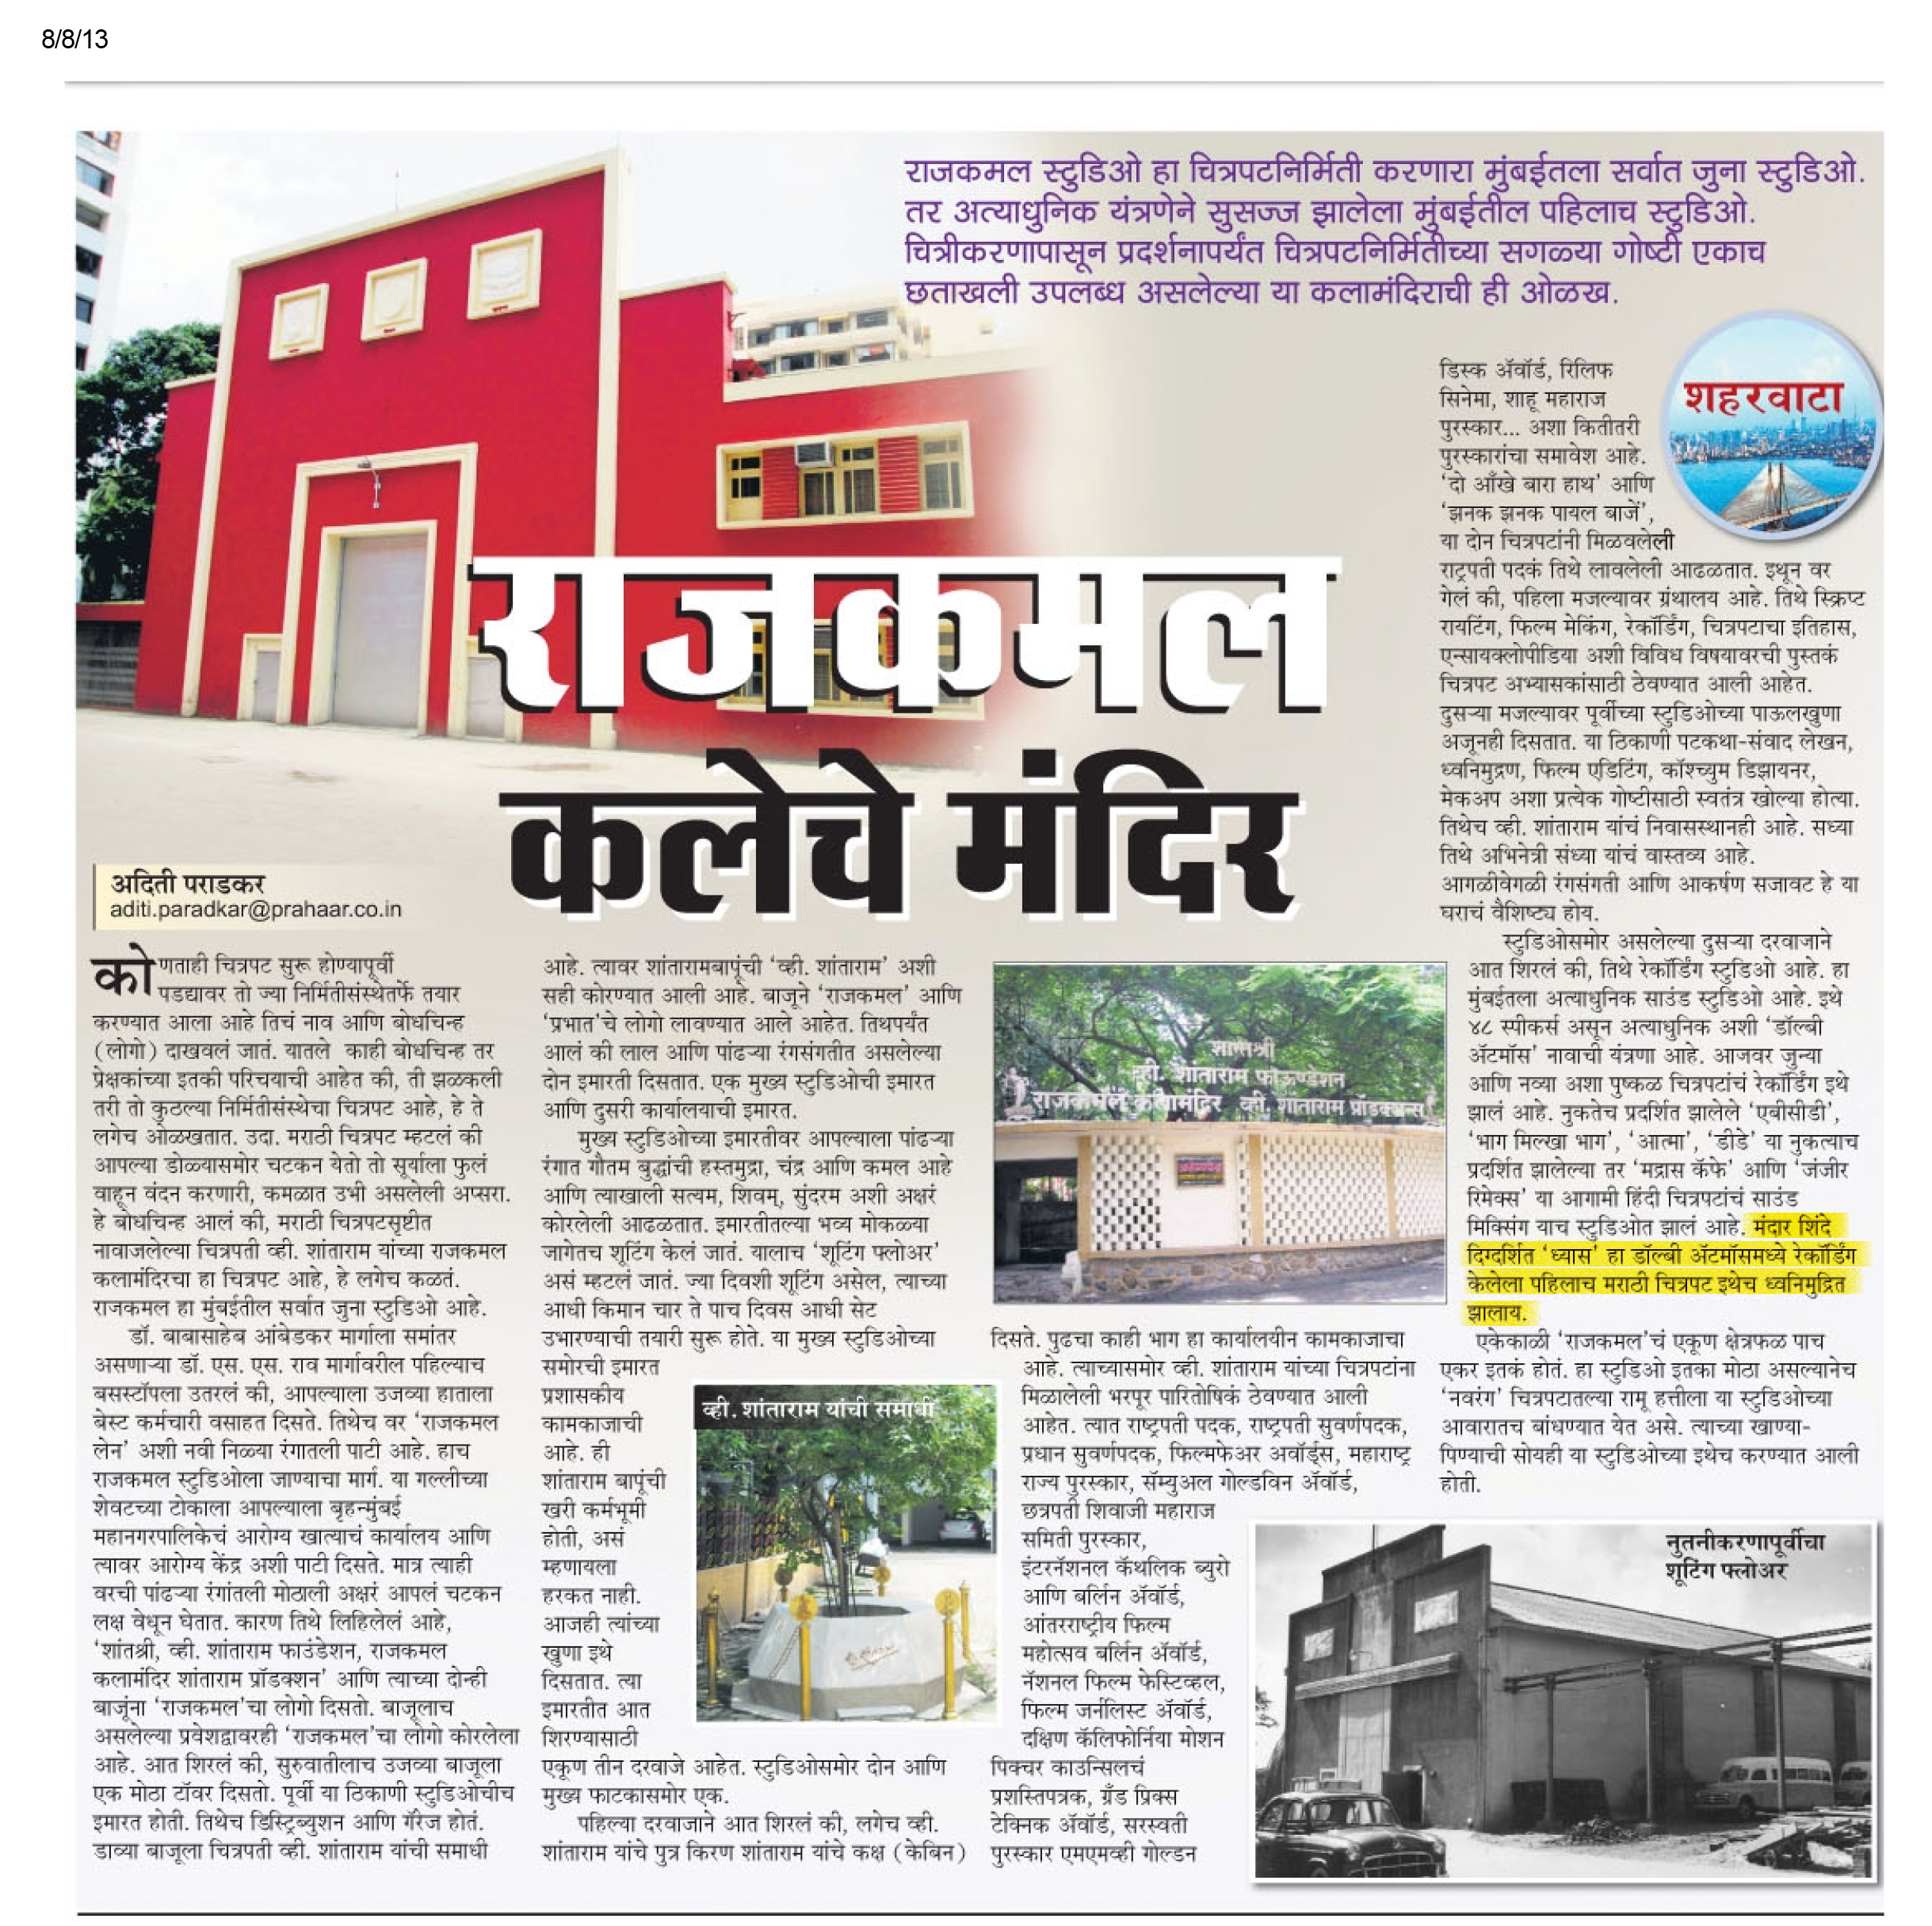 8/8/13
राजकमल स्टुडिओ हा चित्रपटनिर्मिती करणारा मुंबईतला सर्वात जुना स्टुडिओ.
तर अत्याधुनिक यंत्रणेने सुसज्ज झालेला मुंबईतील पहिलाच स्टुडिओ.
चित्रीकरणापासून प्रदर्शनापर्यंत चित्रपटनिर्मितीच्या सगळ्या गोष्टी एकाच
छताखली उपलब्ध असलेल्या या कलामंदिराची ही ओळख.
शहरवाटा
राजकमल
कलेचे मंदिर
अदिती पराडकर
aditi.paradkar@prahaar.co.in
कोणताही चित्रपट सुरू होण्यापूर्वी
पडद्यावर तो ज्या निर्मितीसंस्थेतर्फे तयार
करण्यात आला आहे तिचं नाव आणि बोधचिन्ह
(लोगो) दाखवलं जातं. यातले काही बोधचिन्ह तर
प्रेक्षकांच्या इतकी परिचयाची आहेत की, ती झळकली
तरी तो कुठल्या निर्मितीसंस्थेचा चित्रपट आहे, हे ते
लगेच ओळखतात. उदा. मराठी चित्रपट म्हटलं की
आपल्या डोळ्यासमोर चटकन येतो तो सूर्याला फुलं
वाहून वंदन करणारी, कमळात उभी असलेली अप्सरा.
हे बोधचिन्ह आलं की, मराठी चित्रपटसृष्टीत
नावाजलेल्या चित्रपती व्ही. शांताराम यांच्या राजकमल
कलामंदिरचा हा चित्रपट आहे, हे लगेच कळतं.
राजकमल हा मुंबईतील सर्वात जुना स्टुडिओ आहे.
डॉ. बाबासाहेब आंबेडकर मार्गाला समांतर
असणाऱ्या डॉ. एस. एस. राव मार्गावरील पहिल्याच
बसस्टॉपला उतरलं की, आपल्याला उजव्या हाताला
बेस्ट कर्मचारी वसाहत दिसते. तिथेच वर ‘राजकमल
लेन’ अशी नवी निळ्या रंगातली पाटी आहे. हाच
राजकमल स्टुडिओला जाण्याचा मार्ग. या गल्लीच्या
शेवटच्या टोकाला आपल्याला बृहन्मुंबई
महानगरपालिकेचं आरोग्य खात्याचं कार्यालय आणि
त्यावर आरोग्य केंद्र अशी पाटी दिसते. मात्र त्याही
वरची पांढऱ्या रंगांतली मोठाली अक्षरं आपलं चटकन
लक्ष वेधून घेतात. कारण तिथे लिहिलेलं आहे,
‘शांतश्री, व्ही. शांताराम फाउंडेशन, राजकमल
कलामंदिर शांताराम प्रॉडक्शन’ आणि त्याच्या दोन्ही
बाजूंना ‘राजकमल’चा लोगो दिसतो. बाजूलाच
असलेल्या प्रवेशद्वावरही ‘राजकमल’चा लोगो कोरलेला
आहे. आत शिरलं की, सुरुवातीलाच उजव्या बाजूला
एक मोठा टॉवर दिसतो. पूर्वी या ठिकाणी स्टुडिओचीच
इमारत होती. तिथेच डिस्ट्रिब्युशन आणि गॅरेज होतं.
डाव्या बाजूला चित्रपती व्ही. शांताराम यांची समाधी
आहे. त्यावर शांतारामबापूंची ‘व्ही. शांताराम’ अशी
सही कोरण्यात आली आहे. बाजूने ‘राजकमल’ आणि
‘प्रभात’चे लोगो लावण्यात आले आहेत. तिथपर्यंत
आलं की लाल आणि पांढऱ्या रंगसंगतीत असलेल्या
दोन इमारती दिसतात. एक मुख्य स्टुडिओची इमारत
आणि दुसरी कार्यालयाची इमारत.
मुख्य स्टुडिओच्या इमारतीवर आपल्याला पांढऱ्या
रंगात गौतम बुद्धांची हस्तमुद्रा, चंद्र आणि कमल आहे
आणि त्याखाली सत्यम, शिवम्, सुंदरम अशी अक्षरं
कोरलेली आढळतात. इमारतीतल्या भव्य मोकळ्या
जागेतच शूटिंग केलं जातं. यालाच ‘शूटिंग फ्लोअर’
असं म्हटलं जातं. ज्या दिवशी शूटिंग असेल, त्याच्या
आधी किमान चार ते पाच दिवस आधी सेट
उभारण्याची तयारी सुरू होते. या मुख्य स्टुडिओच्या
समोरची इमारत
प्रशासकीय
कामकाजाची
आहे. ही
शांताराम बापूंची
खरी कर्मभूमी
होती, असं
म्हणायला
हरकत नाही.
आजही त्यांच्या
खुणा इथे
दिसतात. त्या
इमारतीत आत
शिरण्यासाठी
एकूण तीन दरवाजे आहेत. स्टुडिओसमोर दोन आणि
मुख्य फाटकासमोर एक.
पहिल्या दरवाजाने आत शिरलं की, लगेच व्ही.
शांताराम यांचे पुत्र किरण शांताराम यांचे कक्ष (केबिन)
व्ही. शांताराम यांची समाधी
शान्तश्री
व्ही. शांताराम फाऊण्डेशन
राजकमल कलामंदिर व्ही. शांताराम प्रॉडक्शन्स
दिसते. पुढचा काही भाग हा कार्यालयीन कामकाजाचा
आहे. त्याच्यासमोर व्ही. शांताराम यांच्या चित्रपटांना
मिळालेली भरपूर पारितोषिकं ठेवण्यात आली
आहेत. त्यात राष्ट्रपती पदक, राष्ट्रपती सुवर्णपदक,
प्रधान सुवर्णपदक, फिल्मफेअर अवॉर्ड्स, महाराष्ट्र
राज्य पुरस्कार, सॅम्युअल गोल्डविन ॲवॉर्ड,
छत्रपती शिवाजी महाराज
समिती पुरस्कार,
इंटरनॅशनल कॅथलिक ब्युरो
आणि बर्लिन ॲवॉर्ड,
आंतरराष्ट्रीय फिल्म
महोत्सव बर्लिन ॲवॉर्ड,
नॅशनल फिल्म फेस्टिव्हल,
फिल्म जर्नलिस्ट ॲवॉर्ड,
दक्षिण कॅलिफोर्निया मोशन
पिक्चर काउन्सिलचं
प्रशस्तिपत्रक, ग्रँड प्रिक्स
टेक्निक ॲवॉर्ड, सरस्वती
पुरस्कार एमएमव्ही गोल्डन
डिस्क ॲवॉर्ड, रिलिफ
सिनेमा, शाहू महाराज
पुरस्कार... अशा कितीतरी
पुरस्कारांचा समावेश आहे.
‘दो आँखे बारा हाथ’ आणि
‘झनक झनक पायल बाजें’,
या दोन चित्रपटांनी मिळवलेली
राट्रपती पदकं तिथे लावलेली आढळतात. इथून वर
गेलं की, पहिला मजल्यावर ग्रंथालय आहे. तिथे स्क्रिप्ट
रायटिंग, फिल्म मेकिंग, रेकॉर्डिंग, चित्रपटाचा इतिहास,
एन्सायक्लोपीडिया अशी विविध विषयावरची पुस्तकं
चित्रपट अभ्यासकांसाठी ठेवण्यात आली आहेत.
दुसऱ्या मजल्यावर पूर्वीच्या स्टुडिओच्या पाऊलखुणा
अजूनही दिसतात. या ठिकाणी पटकथा-संवाद लेखन,
ध्वनिमुद्रण, फिल्म एडिटिंग, कॉश्च्युम डिझायनर,
मेकअप अशा प्रत्येक गोष्टीसाठी स्वतंत्र खोल्या होत्या.
तिथेच व्ही. शांताराम यांचं निवासस्थानही आहे. सध्या
तिथे अभिनेत्री संध्या यांचं वास्तव्य आहे.
आगळीवेगळी रंगसंगती आणि आकर्षण सजावट हे या
घराचं वैशिष्ट्य होय.
स्टुडिओसमोर असलेल्या दुसऱ्या दरवाजाने
आत शिरलं की, तिथे रेकॉर्डिंग स्टुडिओ आहे. हा
मुंबईतला अत्याधुनिक साउंड स्टुडिओ आहे. इथे
४८ स्पीकर्स असून अत्याधुनिक अशी ‘डॉल्बी
ॲटमॉस’ नावाची यंत्रणा आहे. आजवर जुन्या
आणि नव्या अशा पुष्कळ चित्रपटांचं रेकॉर्डिंग इथे
झालं आहे. नुकतेच प्रदर्शित झालेले ‘एबीसीडी’,
‘भाग मिल्खा भाग’, ‘आत्मा’, ‘डीडे’ या नुकत्याच
प्रदर्शित झालेल्या तर ‘मद्रास कॅफे’ आणि ‘जंजीर
रिमेक्स’ या आगामी हिंदी चित्रपटांचं साउंड
मिक्सिंग याच स्टुडिओत झालं आहे. मंदार शिंदे
दिग्दर्शित ‘ध्यास’ हा डॉल्बी ॲटमॉसमध्ये रेकॉर्डिंग
केलेला पहिलाच मराठी चित्रपट इथेच ध्वनिमुद्रित
झालाय.
एकेकाळी ‘राजकमल’चं एकूण क्षेत्रफळ पाच
एकर इतकं होतं. हा स्टुडिओ इतका मोठा असल्यानेच
‘नवरंग’ चित्रपटातल्या रामू हत्तीला या स्टुडिओच्या
आवारातच बांधण्यात येत असे. त्याच्या खाण्या-
पिण्याची सोयही या स्टुडिओच्या इथेच करण्यात आली
होती.
नुतनीकरणापूर्वीचा
शूटिंग फ्लोअर